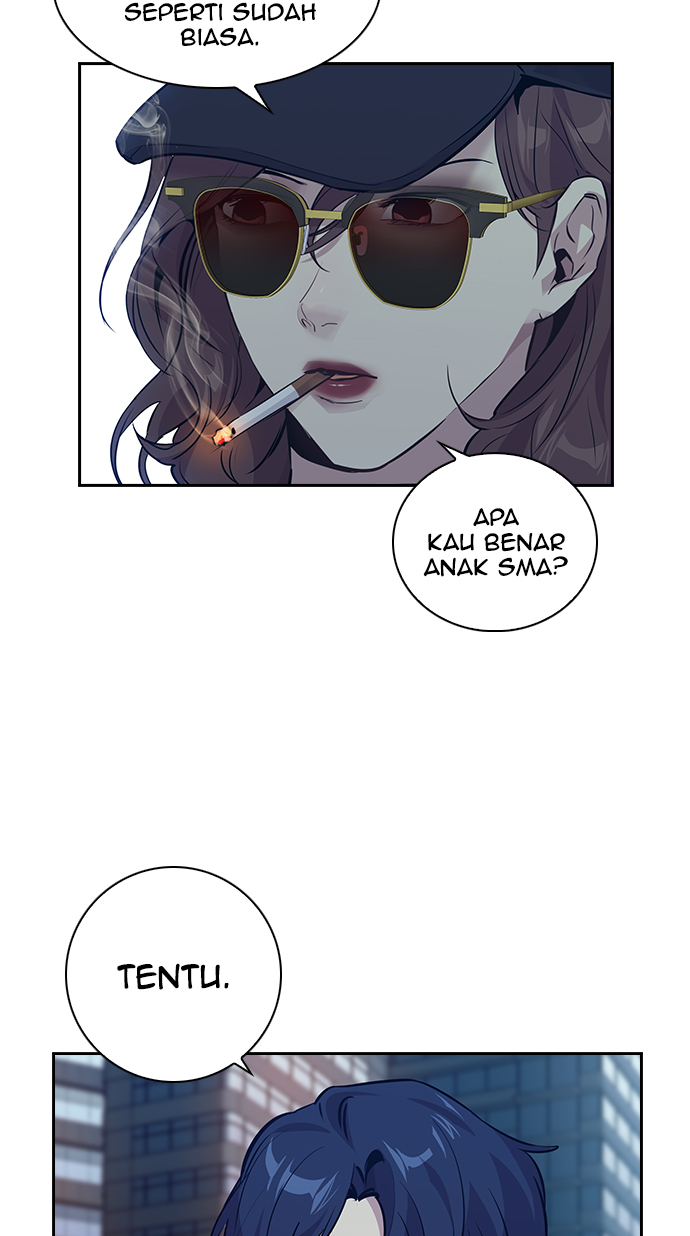 SEPERTI SUDAH
BIASA.
APA
KAU BENAR
ANAK SMA?
TENTU.